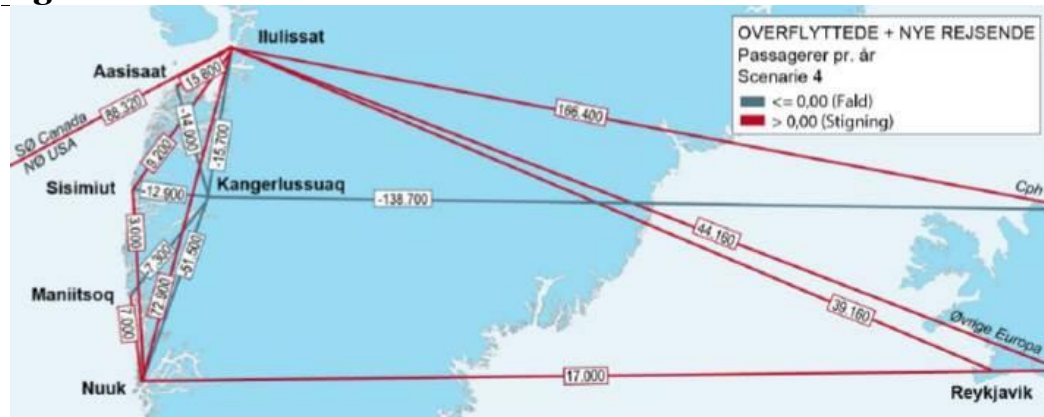 Ilulissat
OVERFLYTTEDE + NYE REJSENDE
Passagerer pr. år
Scenarie 4
<= 0,00 (Fald)
> 0,00 (Stigning)
Aasisaat
15.800
88.320
SØ Canada
NØ USA
-14.000
-15.700
9.200
166.400
Sisimiut
-12.900
Kangerlussuaq
-138.700
Cph
3.000
-7.300
-51.500
44.160
Maniitsoq
72.900
39.160
7.000
Øvrige Europa
Nuuk
17.000
Reykjavik